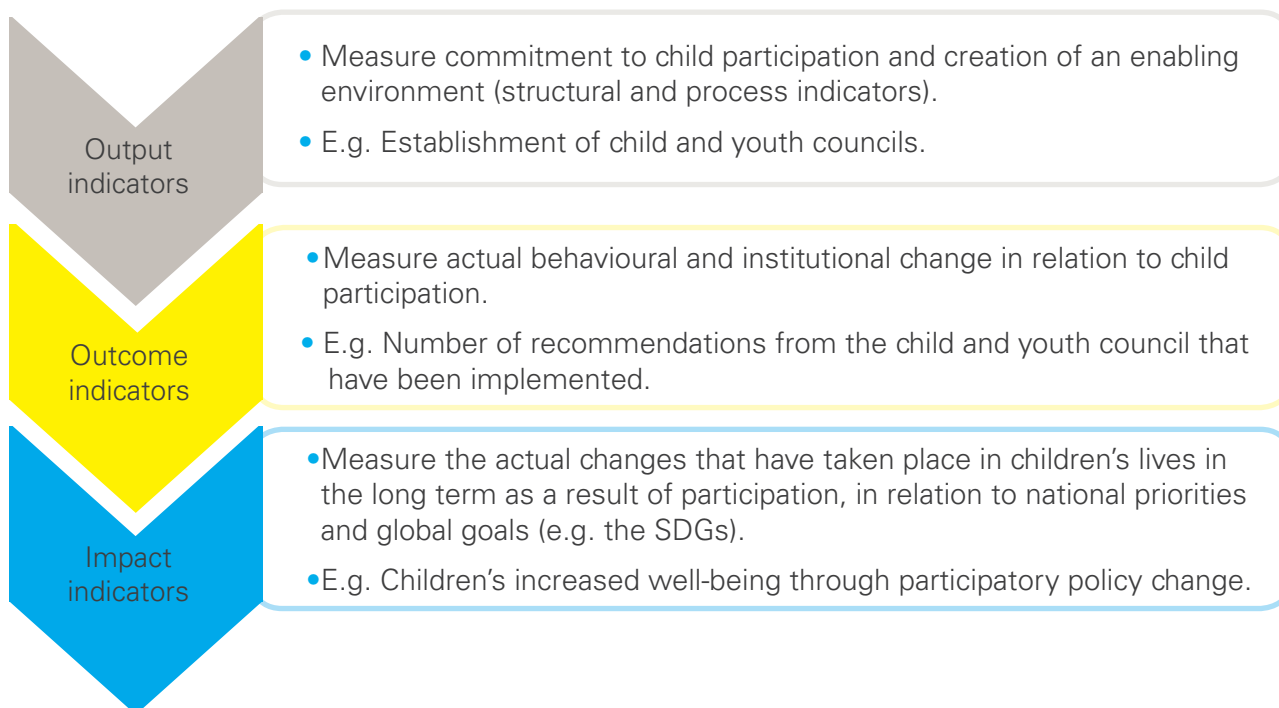 Output
indicators
• Measure commitment to child participation and creation of an enabling
environment (structural and process indicators).
• E.g. Establishment of child and youth councils.
Outcome
indicators
•Measure actual behavioural and institutional change in relation to child
participation.
• E.g. Number of recommendations from the child and youth council that
have been implemented.
Impact
indicators
•Measure the actual changes that have taken place in children’s lives in
the long term as a result of participation, in relation to national priorities
and global goals (e.g. the SDGs).
•E.g. Children’s increased well-being through participatory policy change.